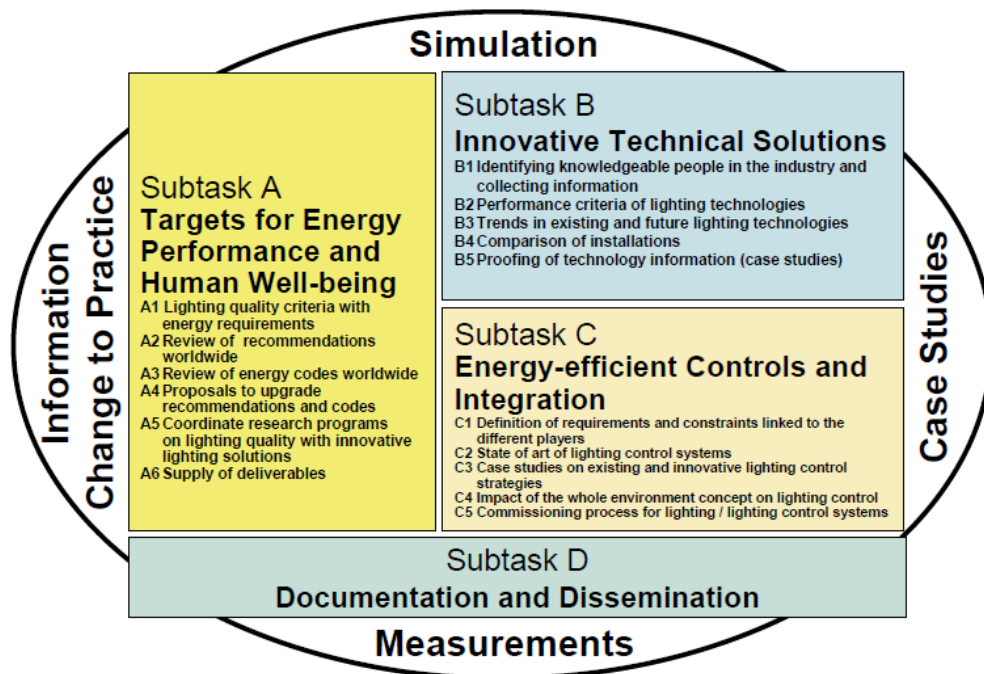 Simulation
Information
Change to Practice
Subtask A
Targets for Energy
Performance and
Human Well-being
A1 Lighting quality criteria with
energy requirements
A2 Review of recommendations
worldwide
A3 Review of energy codes worldwide
A4 Proposals to upgrade
recommendations and codes
A5 Coordinate research programs
on lighting quality with innovative
lighting solutions
A6 Supply of deliverables
Subtask B
Innovative Technical Solutions
B1 Identifying knowledgeable people in the industry and
collecting information
B2 Performance criteria of lighting technologies
B3 Trends in existing and future lighting technologies
B4 Comparison of installations
B5 Proofing of technology information (case studies)
Subtask C
Energy-efficient Controls and
Integration
C1 Definition of requirements and constraints linked to the
different players
C2 State of art of lighting control systems
C3 Case studies on existing and innovative lighting control
strategies
C4 Impact of the whole environment concept on lighting control
C5 Commissioning process for lighting / lighting control systems
Case Studies
Subtask D
Documentation and Dissemination
Measurements